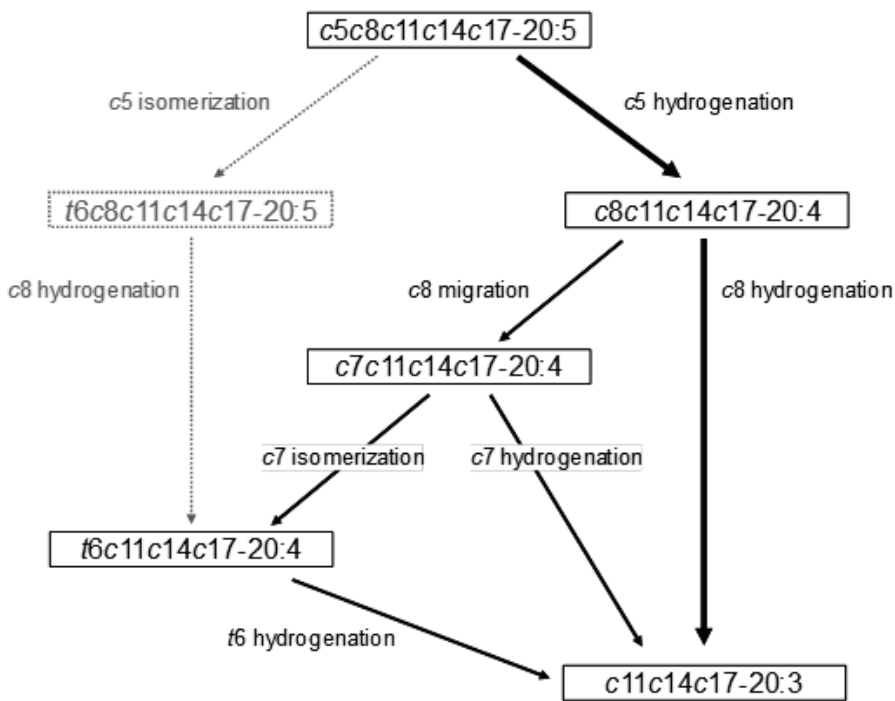 c5c8c11c14c17-20:5
c5 isomerization
c5 hydrogenation
t6c8c11c14c17-20:5
c8c11c14c17-20:4
c8 hydrogenation
c8 migration
c8 hydrogenation
c7c11c14c17-20:4
c7 isomerization
c7 hydrogenation
t6c11c14c17-20:4
t6 hydrogenation
c11c14c17-20:3